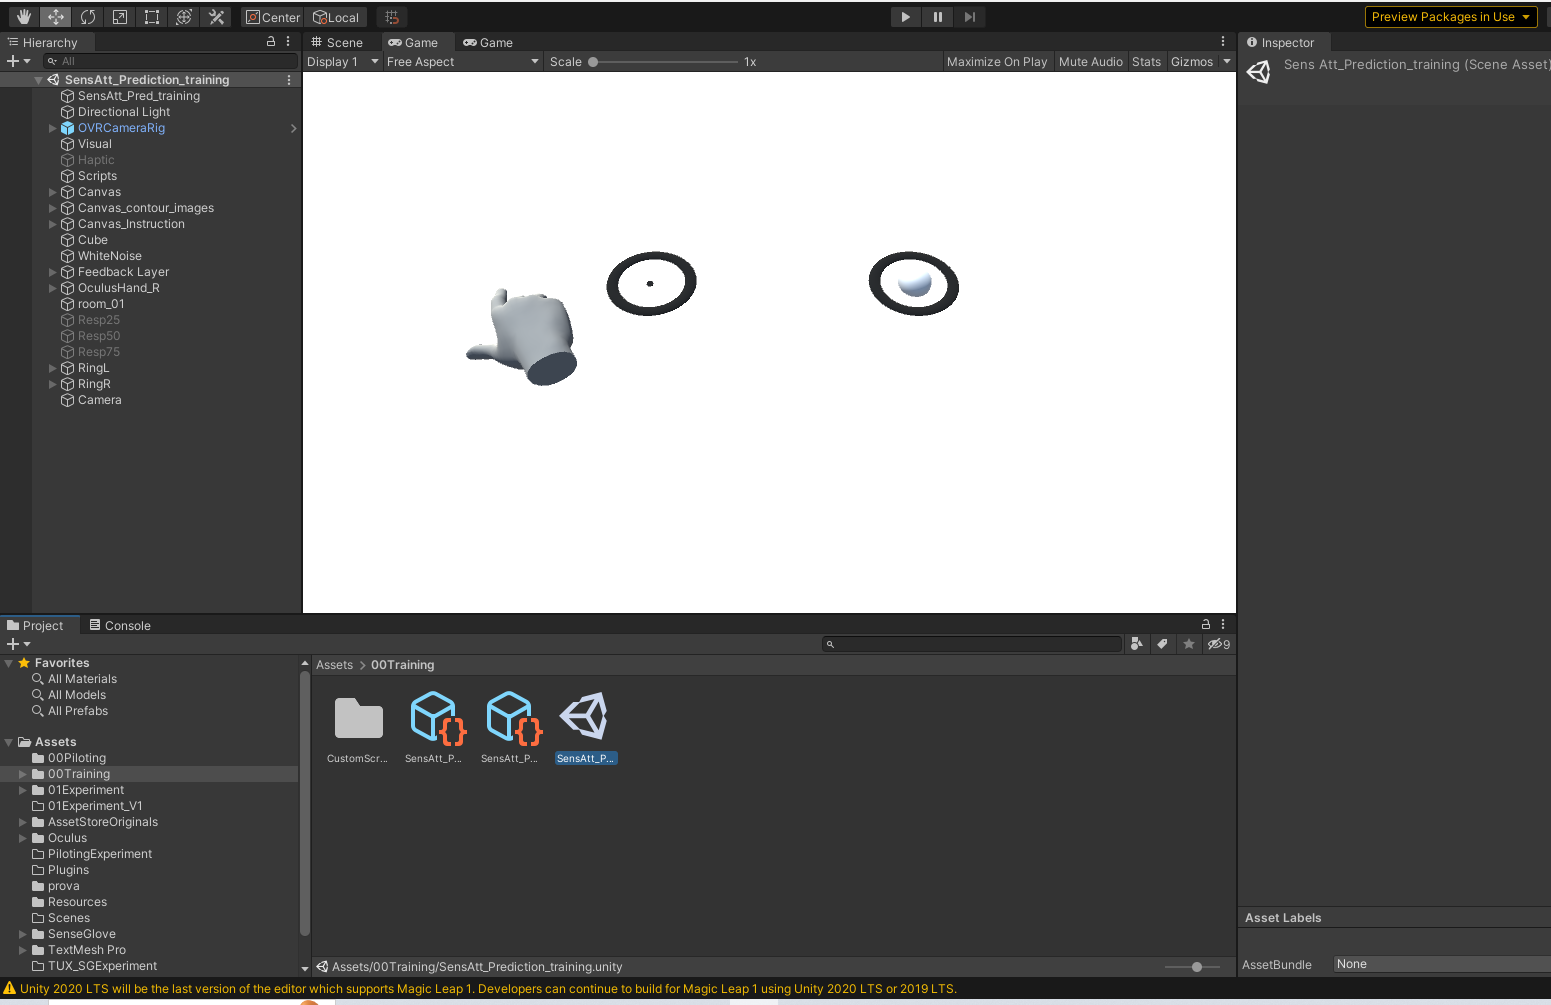 Center
Local
Preview Packages in Use
Hierarchy
All
SensAtt_Prediction_training
SensAtt_Pred_training
Directional Light
OVRCameraRig
Visual
Haptic
Scripts
Canvas
Canvas_contour_images
Canvas_Instruction
Cube
WhiteNoise
Feedback Layer
OculusHand_R
room_01
Resp25
Resp50
Resp75
RingL
RingR
Camera
Scene
Game
Game
Display 1
Free Aspect
Scale
1x
Maximize On Play
Mute Audio
Stats
Gizmos
Inspector
Sens Att_Prediction_training (Scene Asset)
Project
Console
9
Favorites
All Materials
All Models
All Prefabs
Assets
00Piloting
00Training
01Experiment
01Experiment_V1
AssetStoreOriginals
Oculus
PilotingExperiment
Plugins
prova
Resources
Scenes
SenseGlove
TextMesh Pro
TUX_SGExperiment
Assets > 00Training
CustomScr...
SensAtt_P...
SensAtt_P...
SensAtt_P...
Assets/00Training/SensAtt_Prediction_training.unity
Asset Labels
AssetBundle
None
Unity 2020 LTS will be the last version of the editor which supports Magic Leap 1. Developers can continue to build for Magic Leap 1 using Unity 2020 LTS or 2019 LTS.